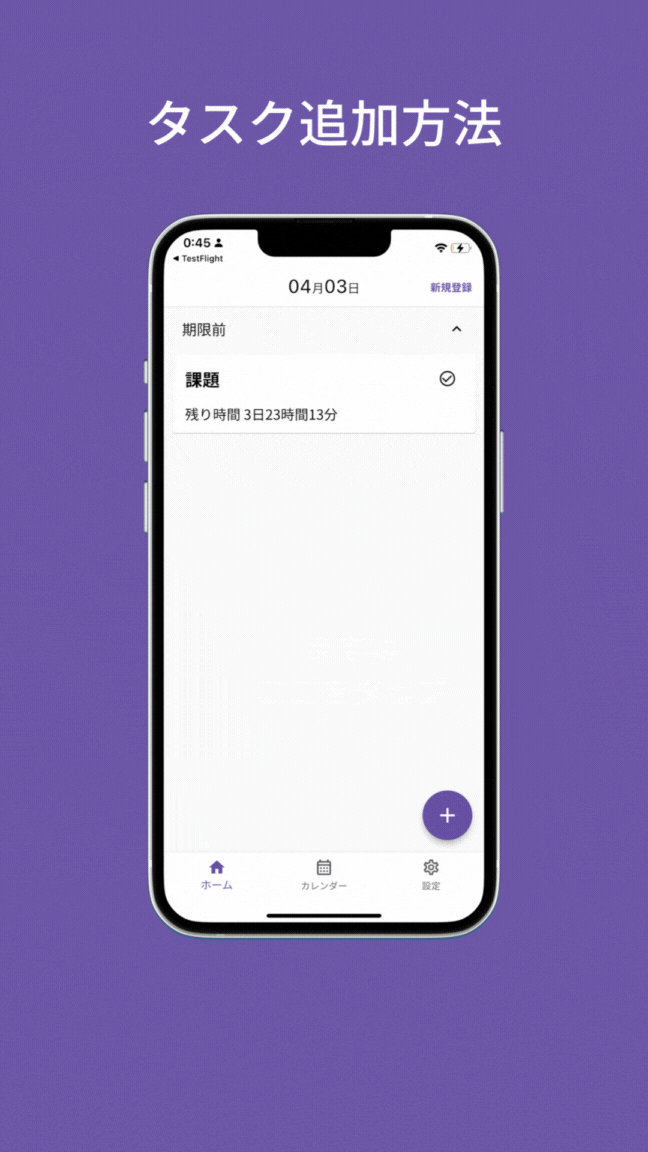 タスク追加方法
0:45
◀ TestFlight
04月03日
新規登録
期限前
課題
残り時間 3日23時間13分
ホーム
カレンダー
設定